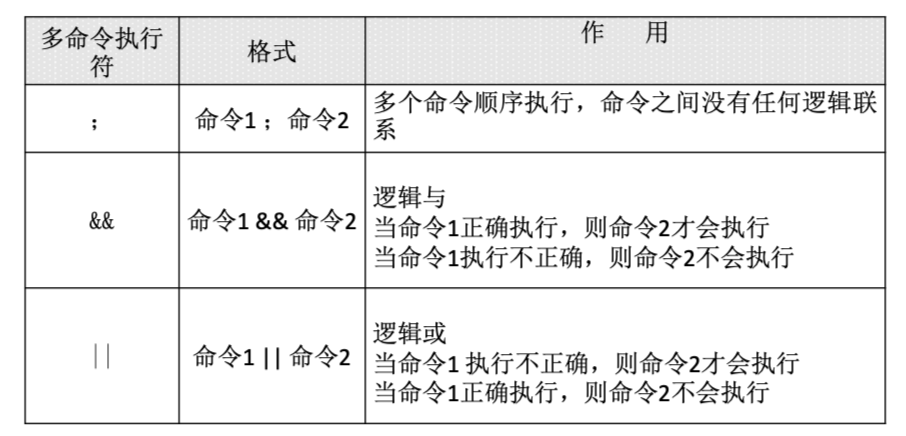 多命令执行符
格式
作 用
；
命令1 ；命令2
多个命令顺序执行，命令之间没有任何逻辑联
系
&&
命令1 && 命令2
逻辑与
当命令1正确执行，则命令2才会执行
当命令1执行不正确，则命令2不会执行
||
命令1 || 命令2
逻辑或
当命令1 执行不正确，则命令2才会执行
当命令1正确执行，则命令2不会执行